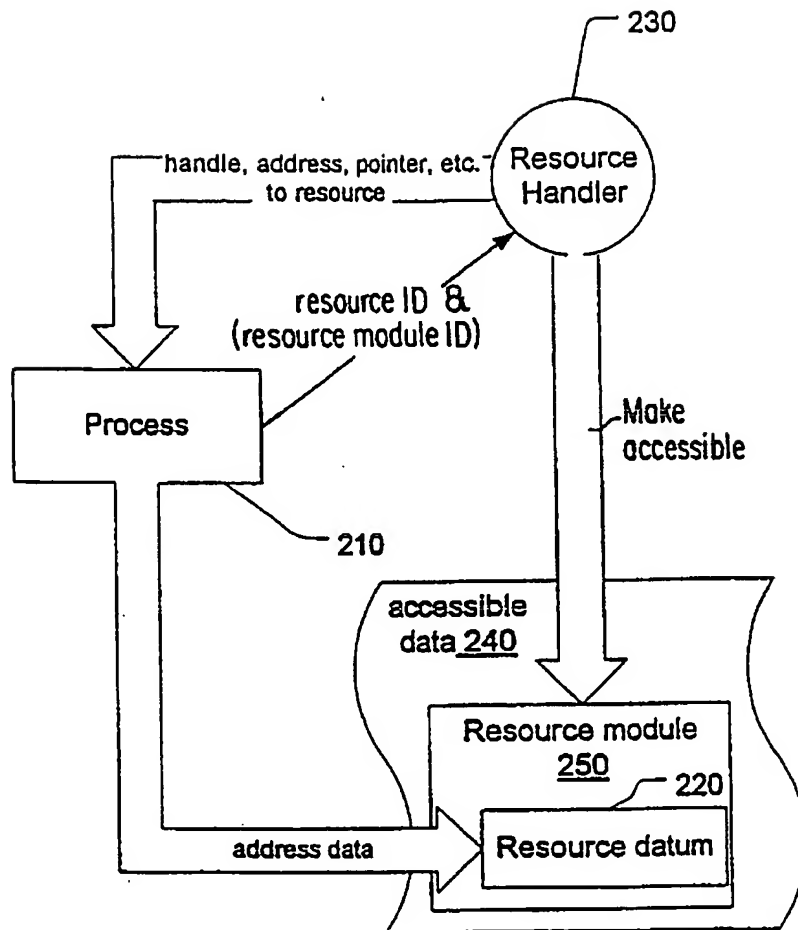 230
Resource
Handler
handle, address, pointer, etc.
to resource
resource ID &
(resource module ID)
Process
Make
accessible
210
accessible
data 240
Resource module
250
220
Resource datum
address data